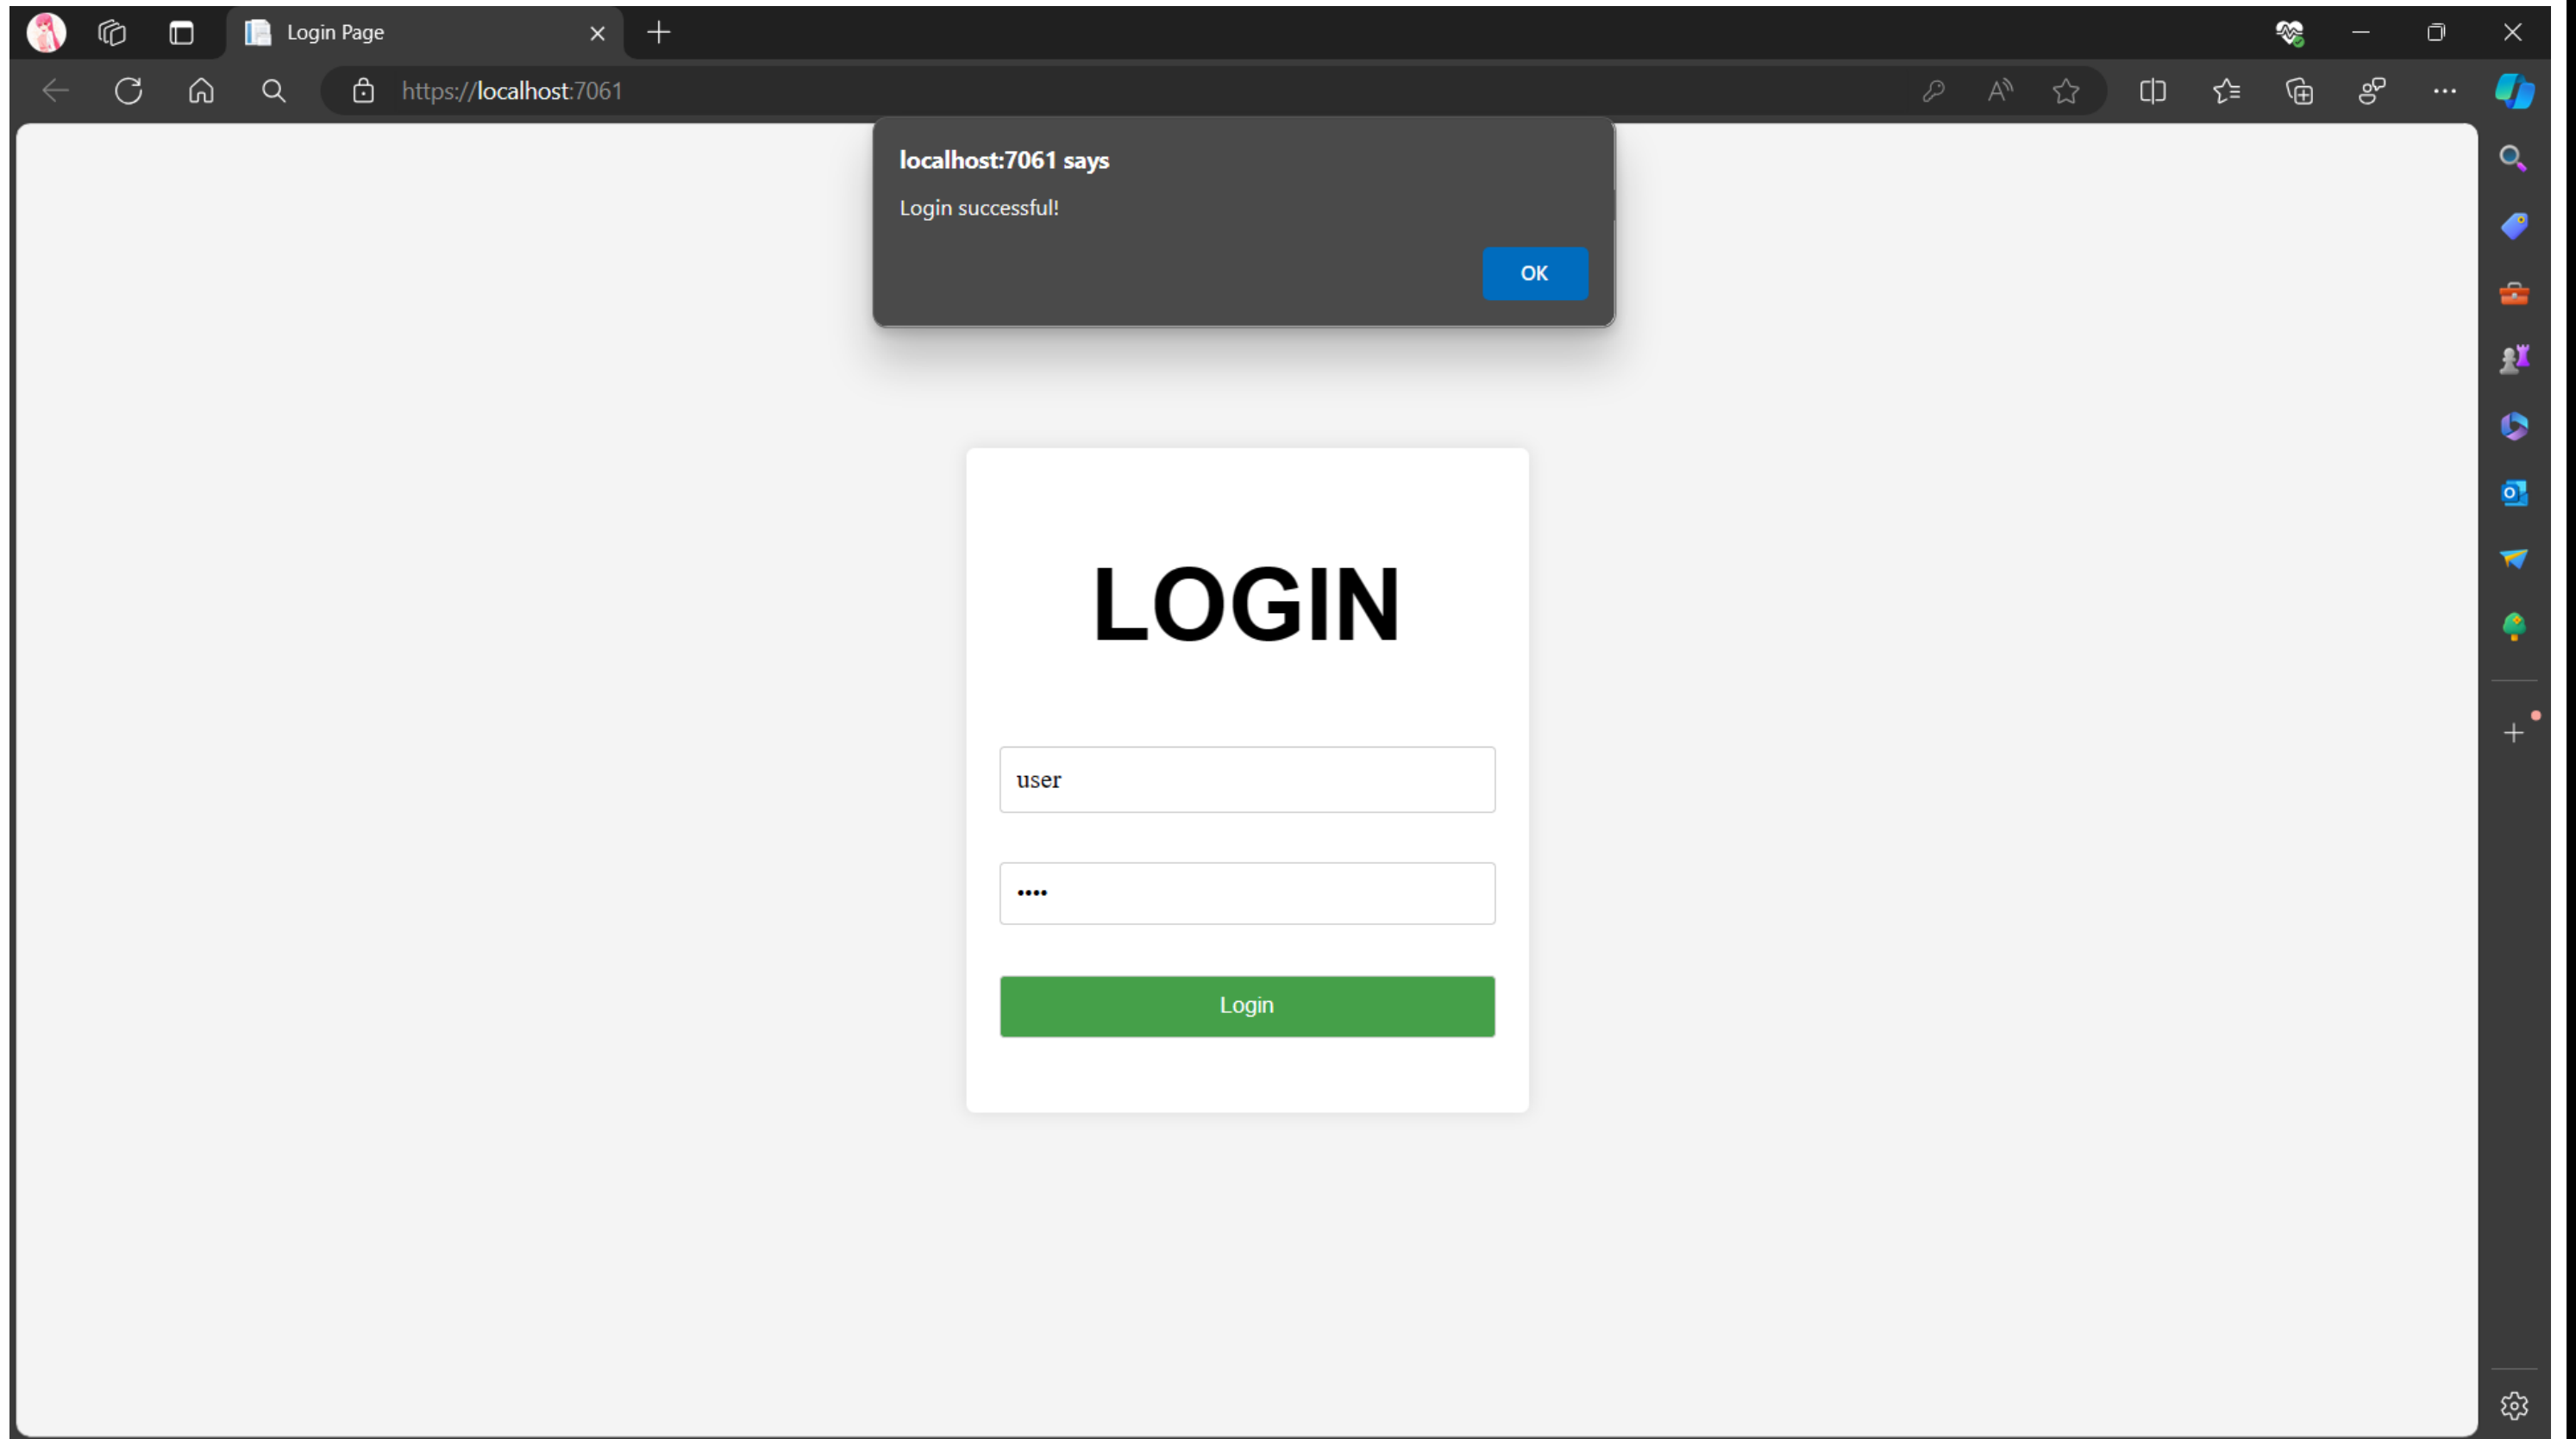 Login Page
https://localhost:7061
localhost:7061 says
Login successful!
OK
LOGIN
user
••••
Login